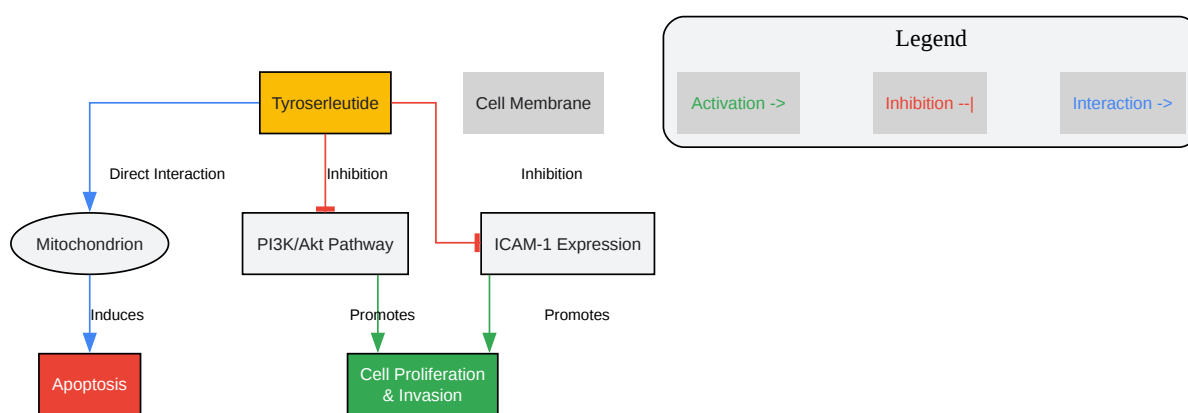 Legend
Tyroserleutide
Cell Membrane
Activation ->
Inhibition --|
Interaction ->
Direct Interaction
Inhibition
Inhibition
Mitochondrion
PI3K/Akt Pathway
ICAM-1 Expression
Induces
Promotes
Promotes
Apoptosis
Cell Proliferation
& Invasion